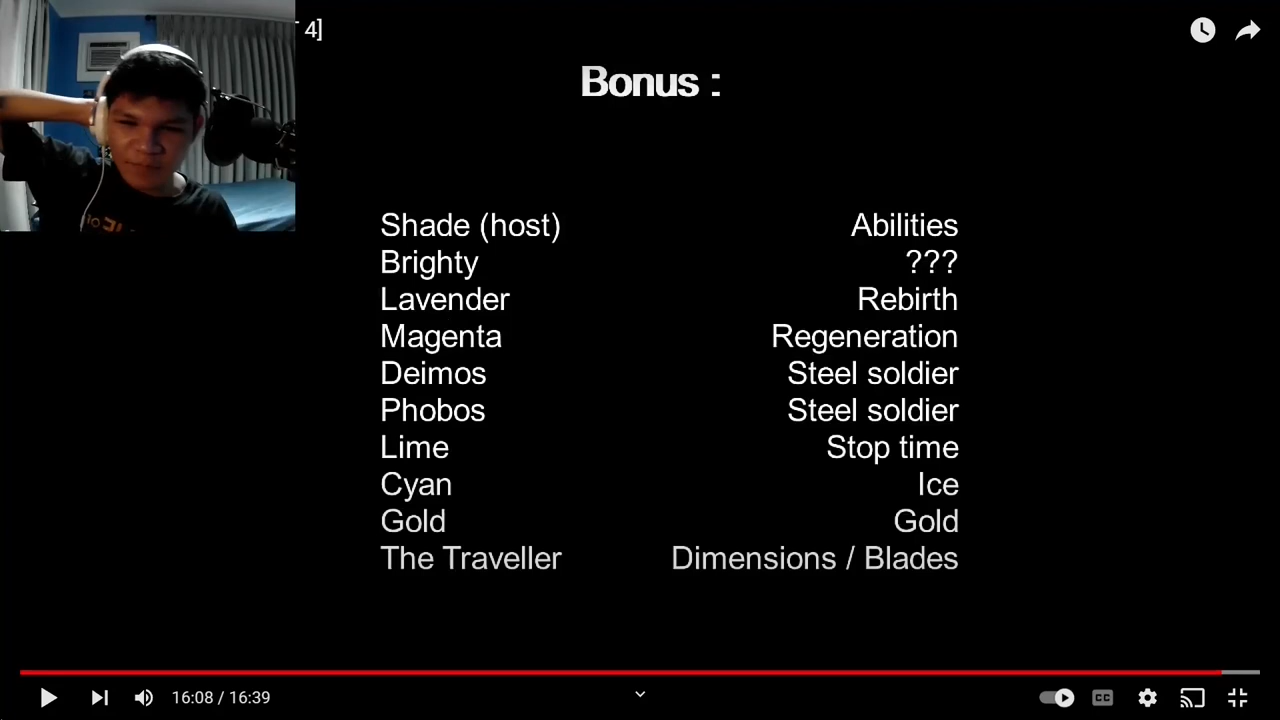 4]
Bonus :
Shade (host) Abilities
Brighty ???
Lavender Rebirth
Magenta Regeneration
Deimos Steel soldier
Phobos Steel soldier
Lime Stop time
Cyan Ice
Gold Gold
The Traveller Dimensions / Blades
16:08 / 16:39
CC